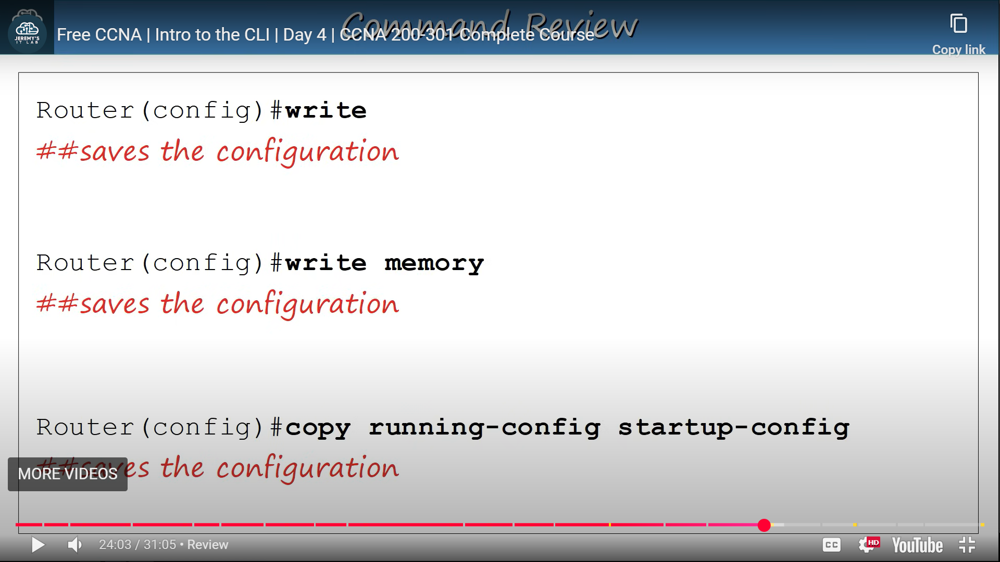 Command Review
JEREMY'S
IT LAB
Free CCNA | Intro to the CLI | Day 4 | CCNA 200-301 Complete Course
Copy link
Router(config)#write
##saves the configuration
Router(config)#write memory
##saves the configuration
Router(config)#copy running-config startup-config
##saves the configuration
MORE VIDEOS
24:03 / 31:05 • Review
CC
HD
YouTube